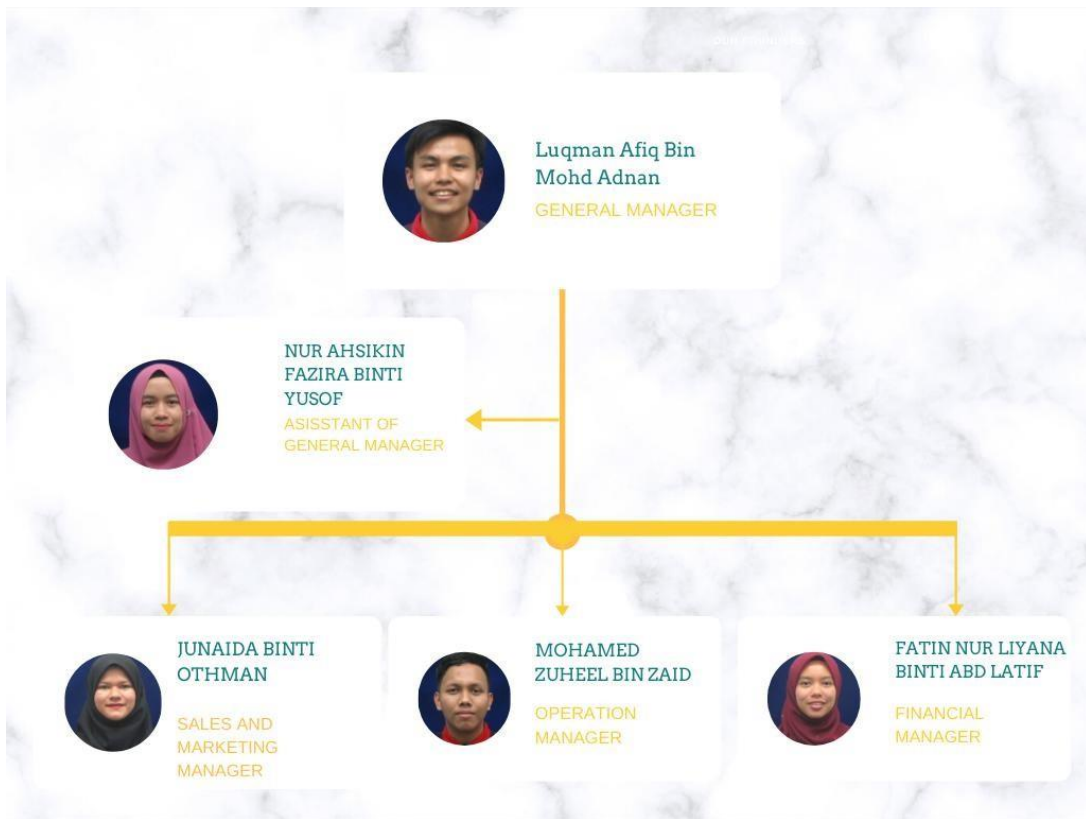 Luqman Afiq Bin
Mohd Adnan
GENERAL MANAGER
NUR AHSIKIN
FAZIRA BINTI
YUSOF
ASISSTANT OF
GENERAL MANAGER
JUNAIDA BINTI
OTHMAN
SALES AND
MARKETING
MANAGER
MOHAMED
ZUHEEL BIN ZAID
OPERATION
MANAGER
FATIN NUR LIYANA
BINTI ABD LATIF
FINANCIAL
MANAGER